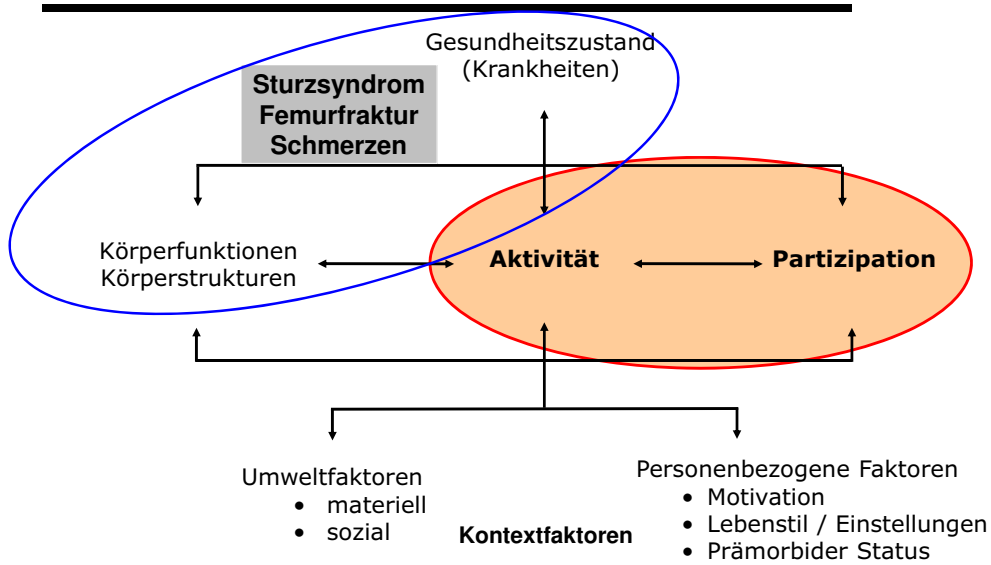 Gesundheitszustand
(Krankheiten)
Sturzsyndrom
Femurfraktur
Schmerzen
Körperfunktionen
Körperstrukturen
Aktivität
Partizipation
Umweltfaktoren
• materiell
• sozial
Kontextfaktoren
Personenbezogene Faktoren
• Motivation
• Lebenstil / Einstellungen
• Prämorbider Status